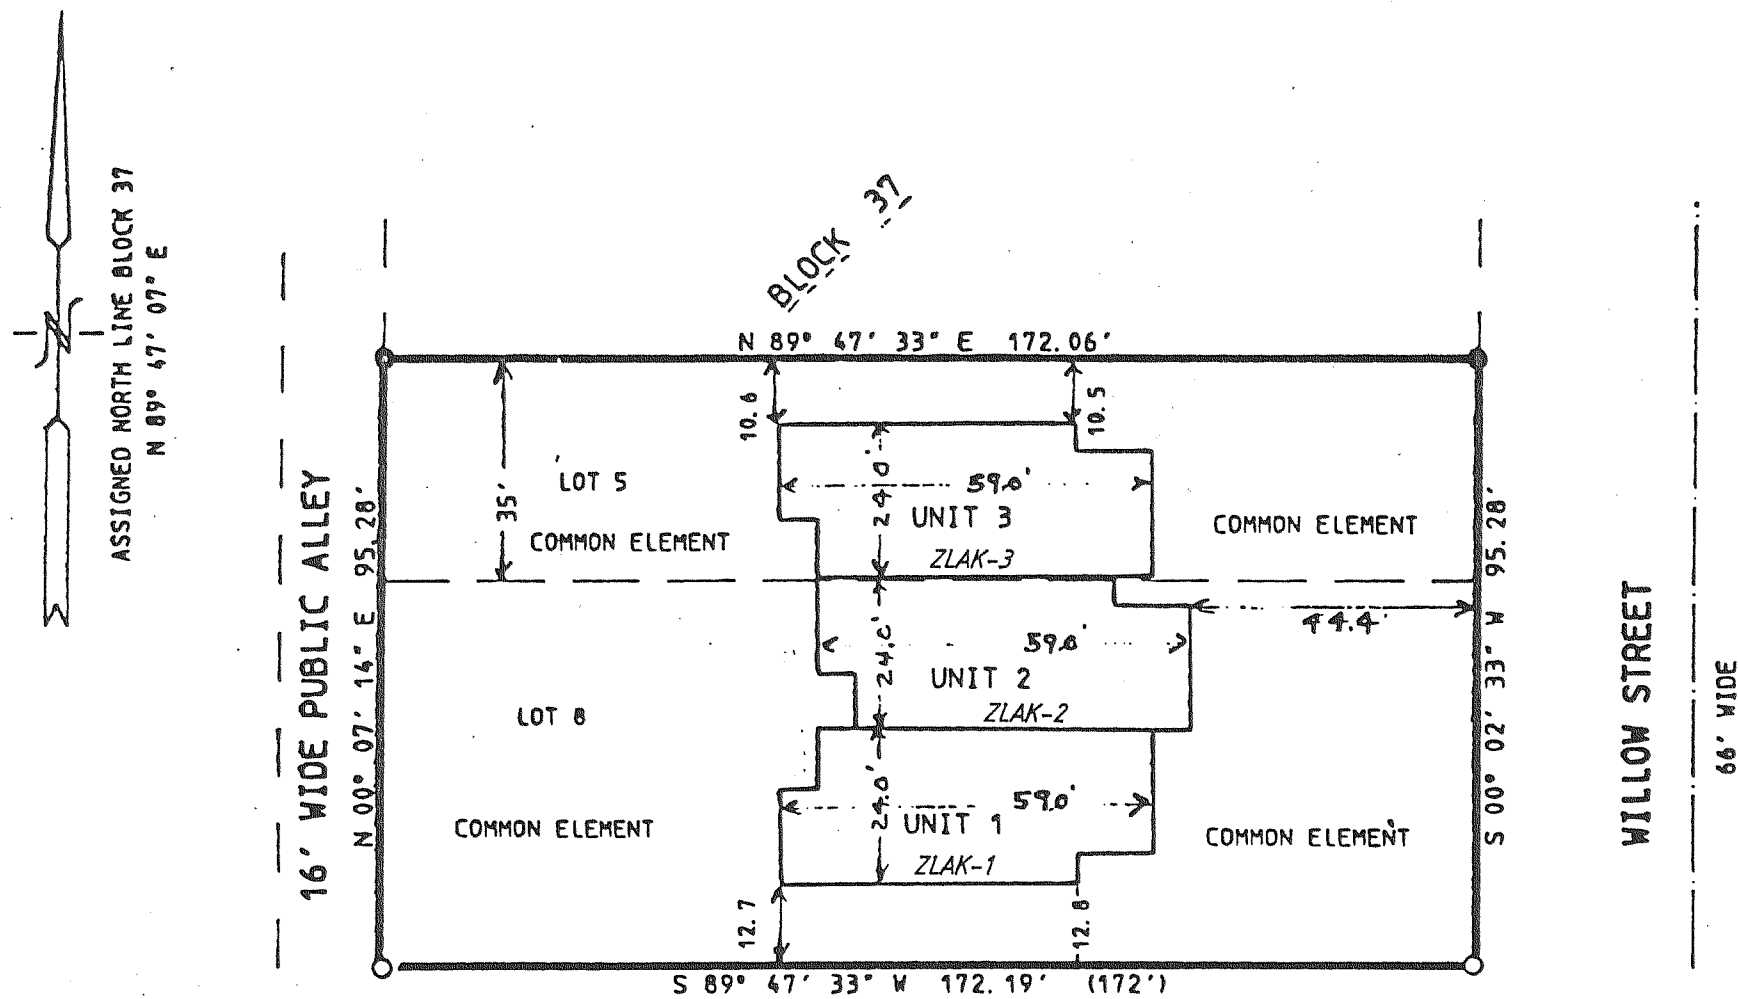 ASSIGNED NORTH LINE BLOCK 37
N 89° 47' 07" E
N
BLOCK 37
N 89° 47' 33" E 172.06'
16' WIDE PUBLIC ALLEY
N 00° 07' 14" E 95.28'
10.6
10.5
35'
LOT 5
COMMON ELEMENT
24.0'
59.0'
UNIT 3
ZLAK-3
COMMON ELEMENT
44.4'
24.0'
59.0'
UNIT 2
ZLAK-2
LOT 8
COMMON ELEMENT
24.0'
59.0'
UNIT 1
ZLAK-1
COMMON ELEMENT
12.7
12.8
S 89° 47' 33" W 172.19' (172')
S 00° 02' 33" W 95.28'
WILLOW STREET
66' WIDE